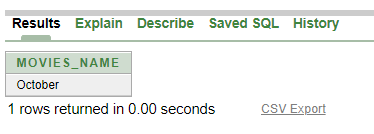 Results Explain Describe Saved SQL History
MOVIES_NAME
October
1 rows returned in 0.00 seconds CSV Export